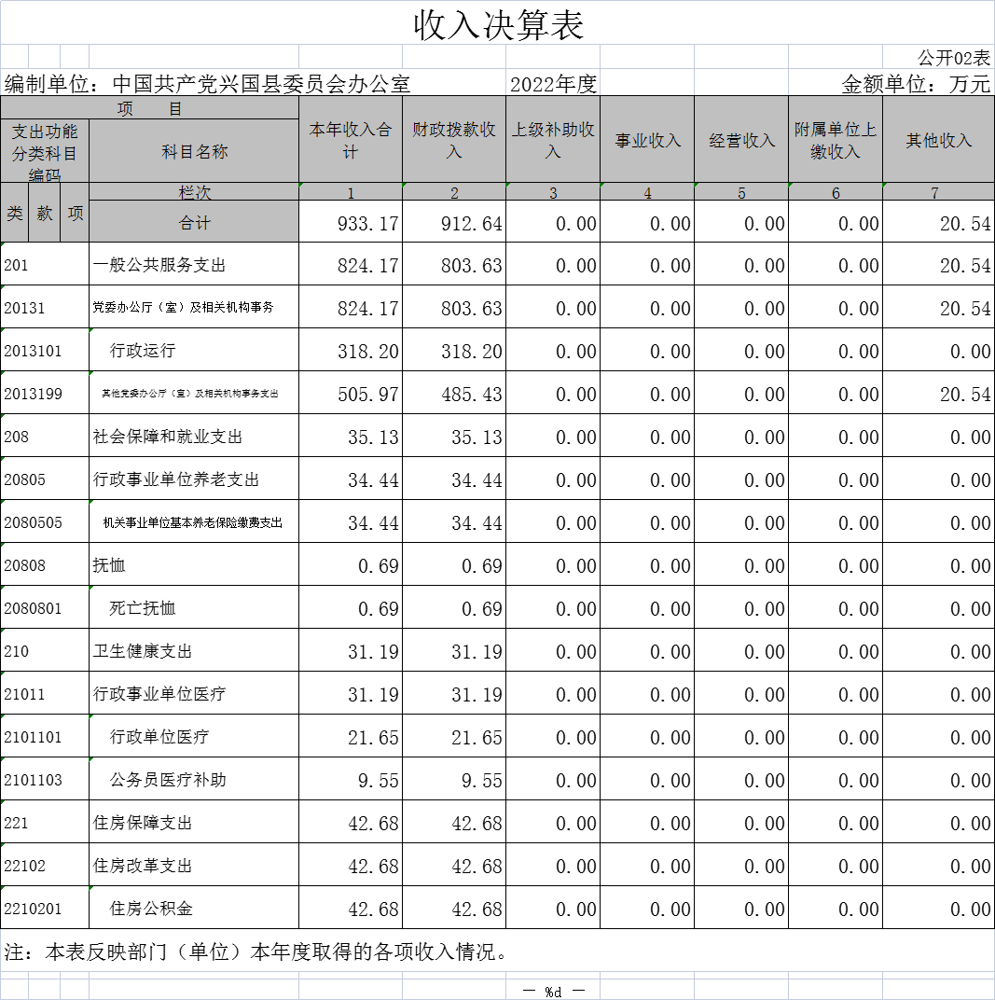 收入决算表
公开02表
编制单位：中国共产党兴国县委员会办公室 2022年度 金额单位：万元
项 目 本年收入合计 财政拨款收入 上级补助收入 事业收入 经营收入 附属单位上缴收入 其他收入
支出功能分类科目编码 科目名称
类 款 项 栏次 1 2 3 4 5 6 7
合计 933.17 912.64 0.00 0.00 0.00 0.00 20.54
201 一般公共服务支出 824.17 803.63 0.00 0.00 0.00 0.00 20.54
20131 党委办公厅（室）及相关机构事务 824.17 803.63 0.00 0.00 0.00 0.00 20.54
2013101 行政运行 318.20 318.20 0.00 0.00 0.00 0.00 0.00
2013199 其他党委办公厅（室）及相关机构事务支出 505.97 485.43 0.00 0.00 0.00 0.00 20.54
208 社会保障和就业支出 35.13 35.13 0.00 0.00 0.00 0.00 0.00
20805 行政事业单位养老支出 34.44 34.44 0.00 0.00 0.00 0.00 0.00
2080505 机关事业单位基本养老保险缴费支出 34.44 34.44 0.00 0.00 0.00 0.00 0.00
20808 抚恤 0.69 0.69 0.00 0.00 0.00 0.00 0.00
2080801 死亡抚恤 0.69 0.69 0.00 0.00 0.00 0.00 0.00
210 卫生健康支出 31.19 31.19 0.00 0.00 0.00 0.00 0.00
21011 行政事业单位医疗 31.19 31.19 0.00 0.00 0.00 0.00 0.00
2101101 行政单位医疗 21.65 21.65 0.00 0.00 0.00 0.00 0.00
2101103 公务员医疗补助 9.55 9.55 0.00 0.00 0.00 0.00 0.00
221 住房保障支出 42.68 42.68 0.00 0.00 0.00 0.00 0.00
22102 住房改革支出 42.68 42.68 0.00 0.00 0.00 0.00 0.00
2210201 住房公积金 42.68 42.68 0.00 0.00 0.00 0.00 0.00
注：本表反映部门（单位）本年度取得的各项收入情况。
— %d —